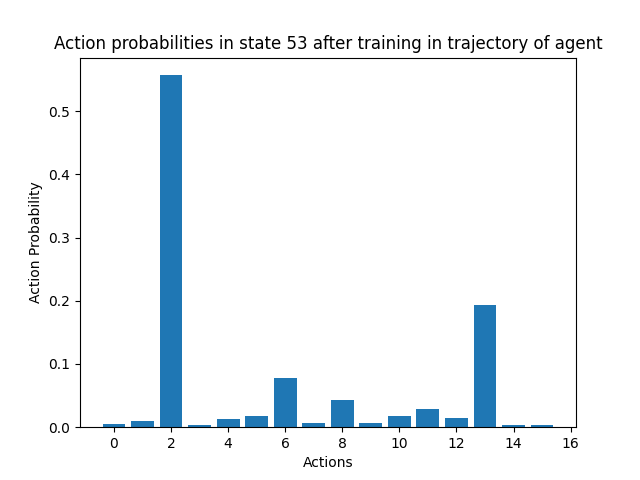 Action probabilities in state 53 after training in trajectory of agent
0.5
0.4
0.3
0.2
0.1
0.0
Action Probability
0 2 4 6 8 10 12 14 16
Actions